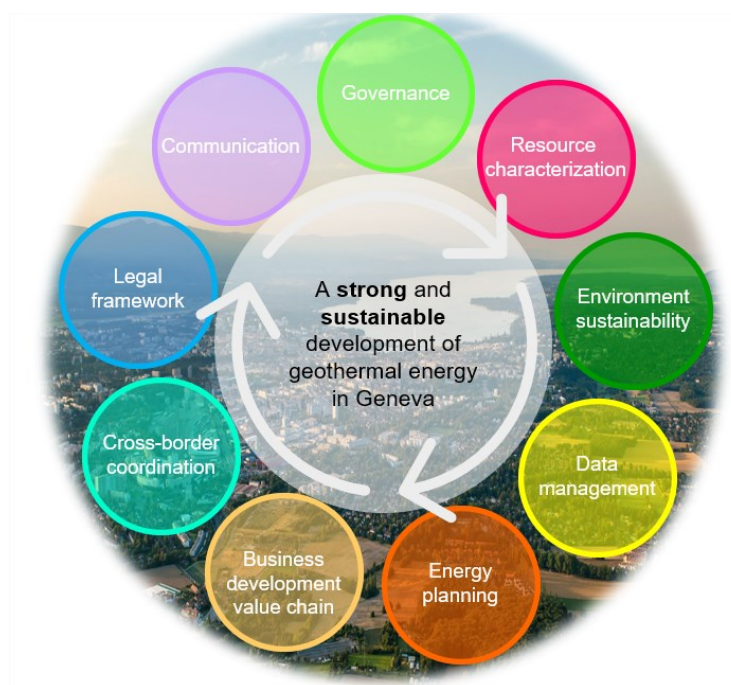 Governance
Resource
characterization
Environment
sustainability
Data
management
Energy
planning
Business
development
value chain
Cross-border
coordination
Legal
framework
Communication
A strong and
sustainable
development of
geothermal energy
in Geneva